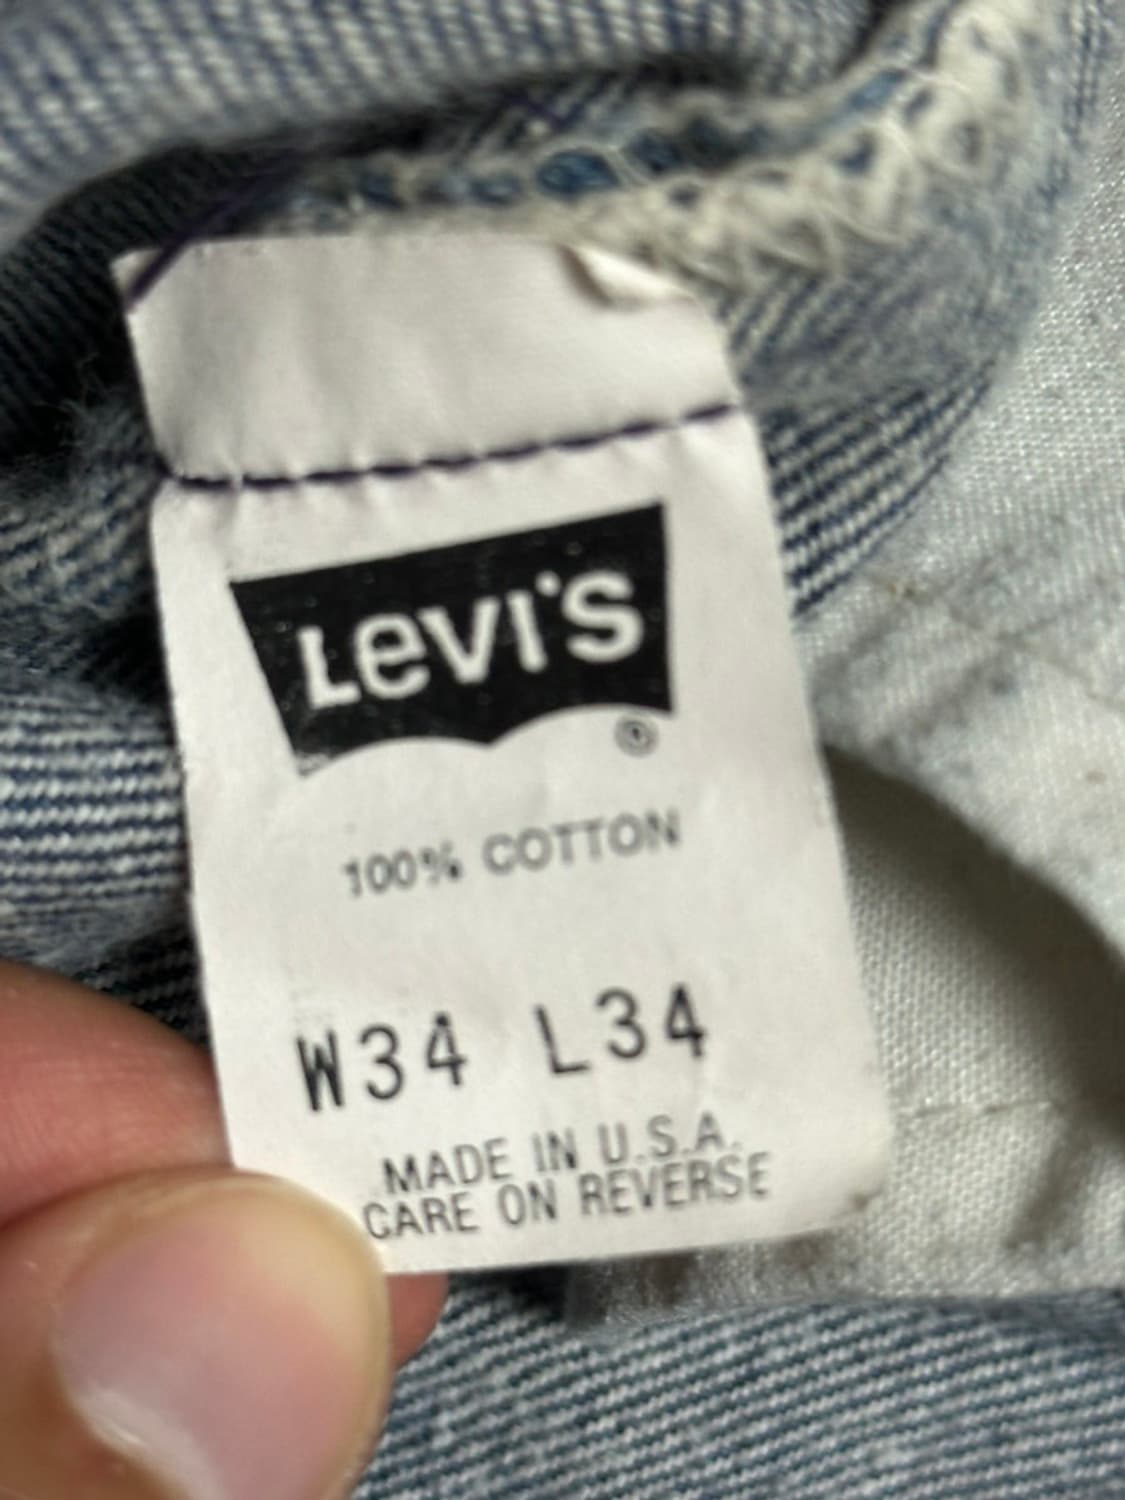 Levi's
®
100% COTTON
W34 L34
MADE IN U.S.A.
CARE ON REVERSE